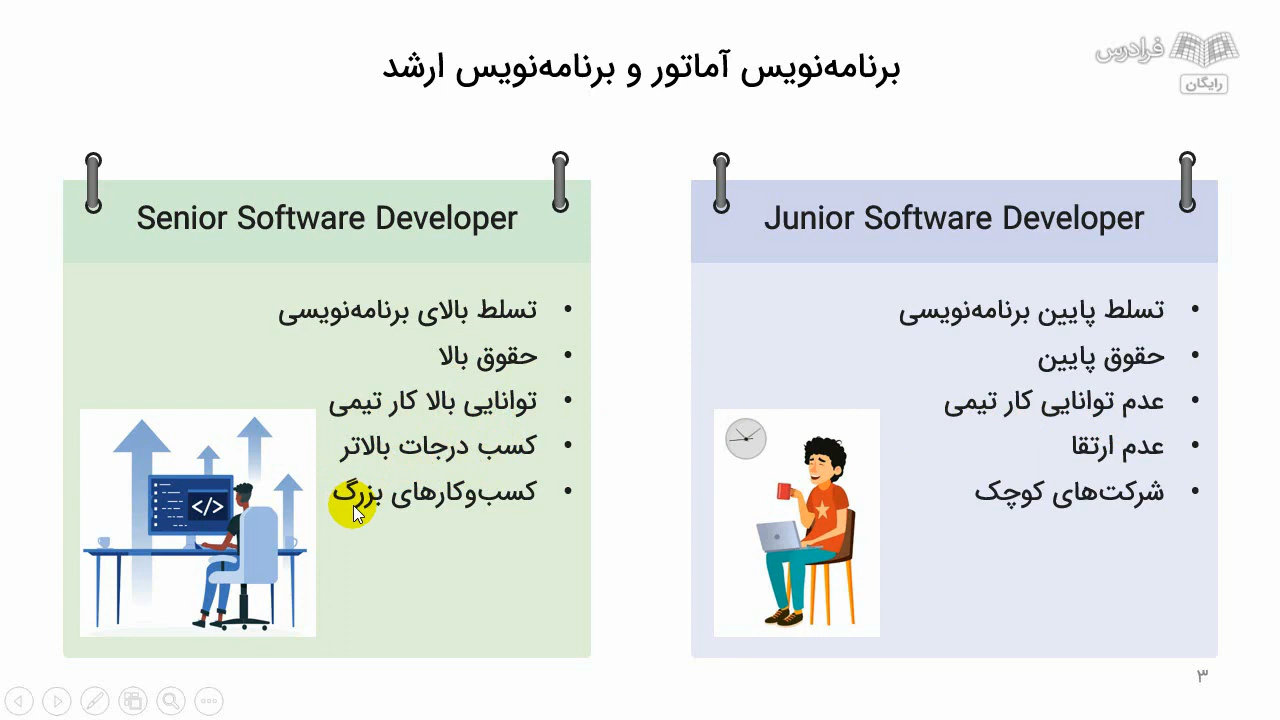 فرادرس
رایگان
برنامه‌نویس آماتور و برنامه‌نویس ارشد
Junior Software Developer
• تسلط پایین برنامه‌نویسی
• حقوق پایین
• عدم توانایی کار تیمی
• عدم ارتقا
• شرکت‌های کوچک
Senior Software Developer
• تسلط بالای برنامه‌نویسی
• حقوق بالا
• توانایی بالا کار تیمی
• کسب درجات بالاتر
• کسب‌وکارهای بزرگ
</>
۳